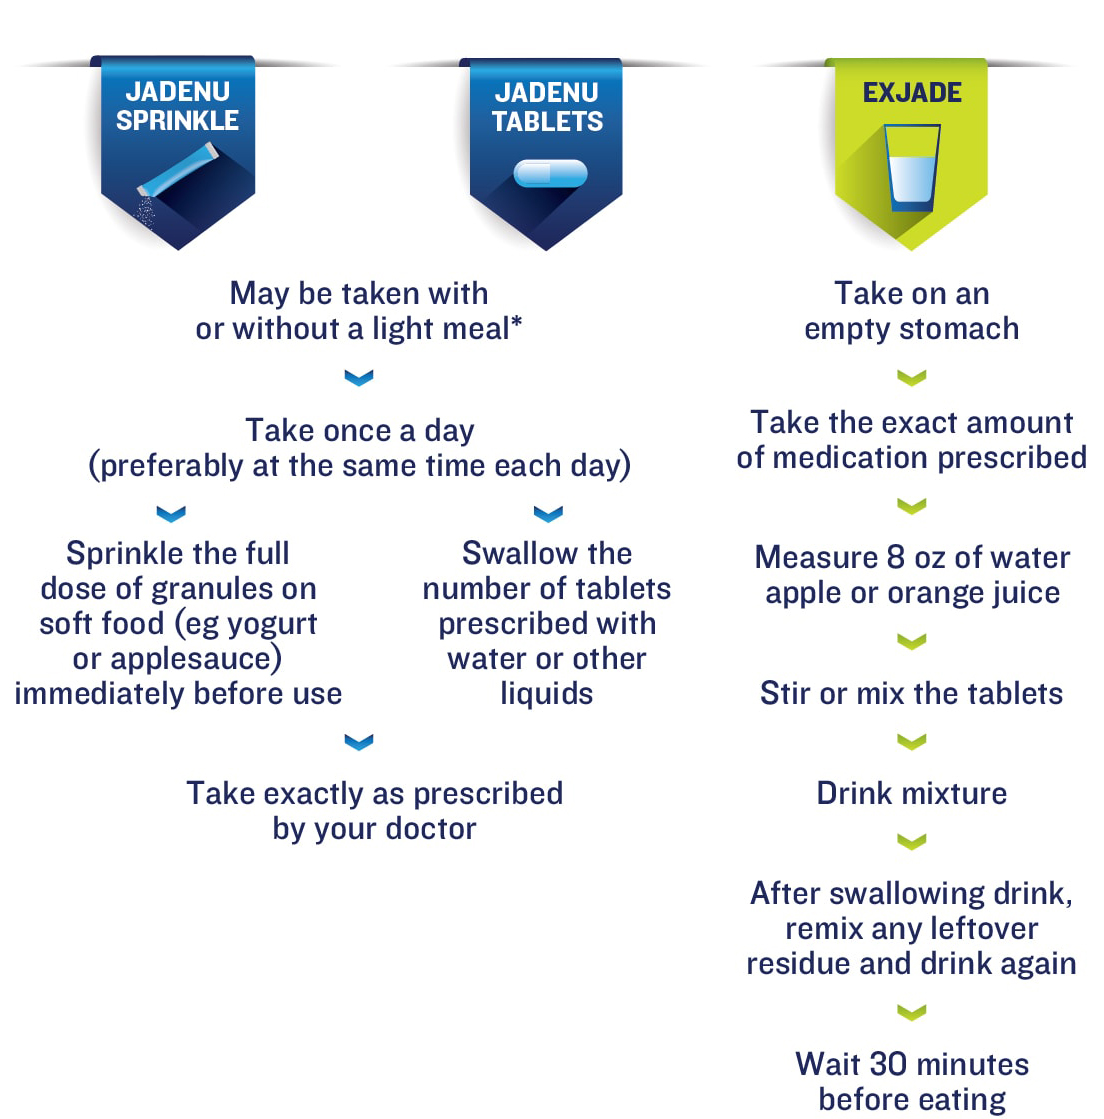 JADENU
SPRINKLE
JADENU
TABLETS
EXJADE
May be taken with
or without a light meal*
Take once a day
(preferably at the same time each day)
Sprinkle the full
dose of granules on
soft food (eg yogurt
or applesauce)
immediately before use
Swallow the
number of tablets
prescribed with
water or other
liquids
Take exactly as prescribed
by your doctor
Take on an
empty stomach
Take the exact amount
of medication prescribed
Measure 8 oz of water
apple or orange juice
Stir or mix the tablets
Drink mixture
After swallowing drink,
remix any leftover
residue and drink again
Wait 30 minutes
before eating